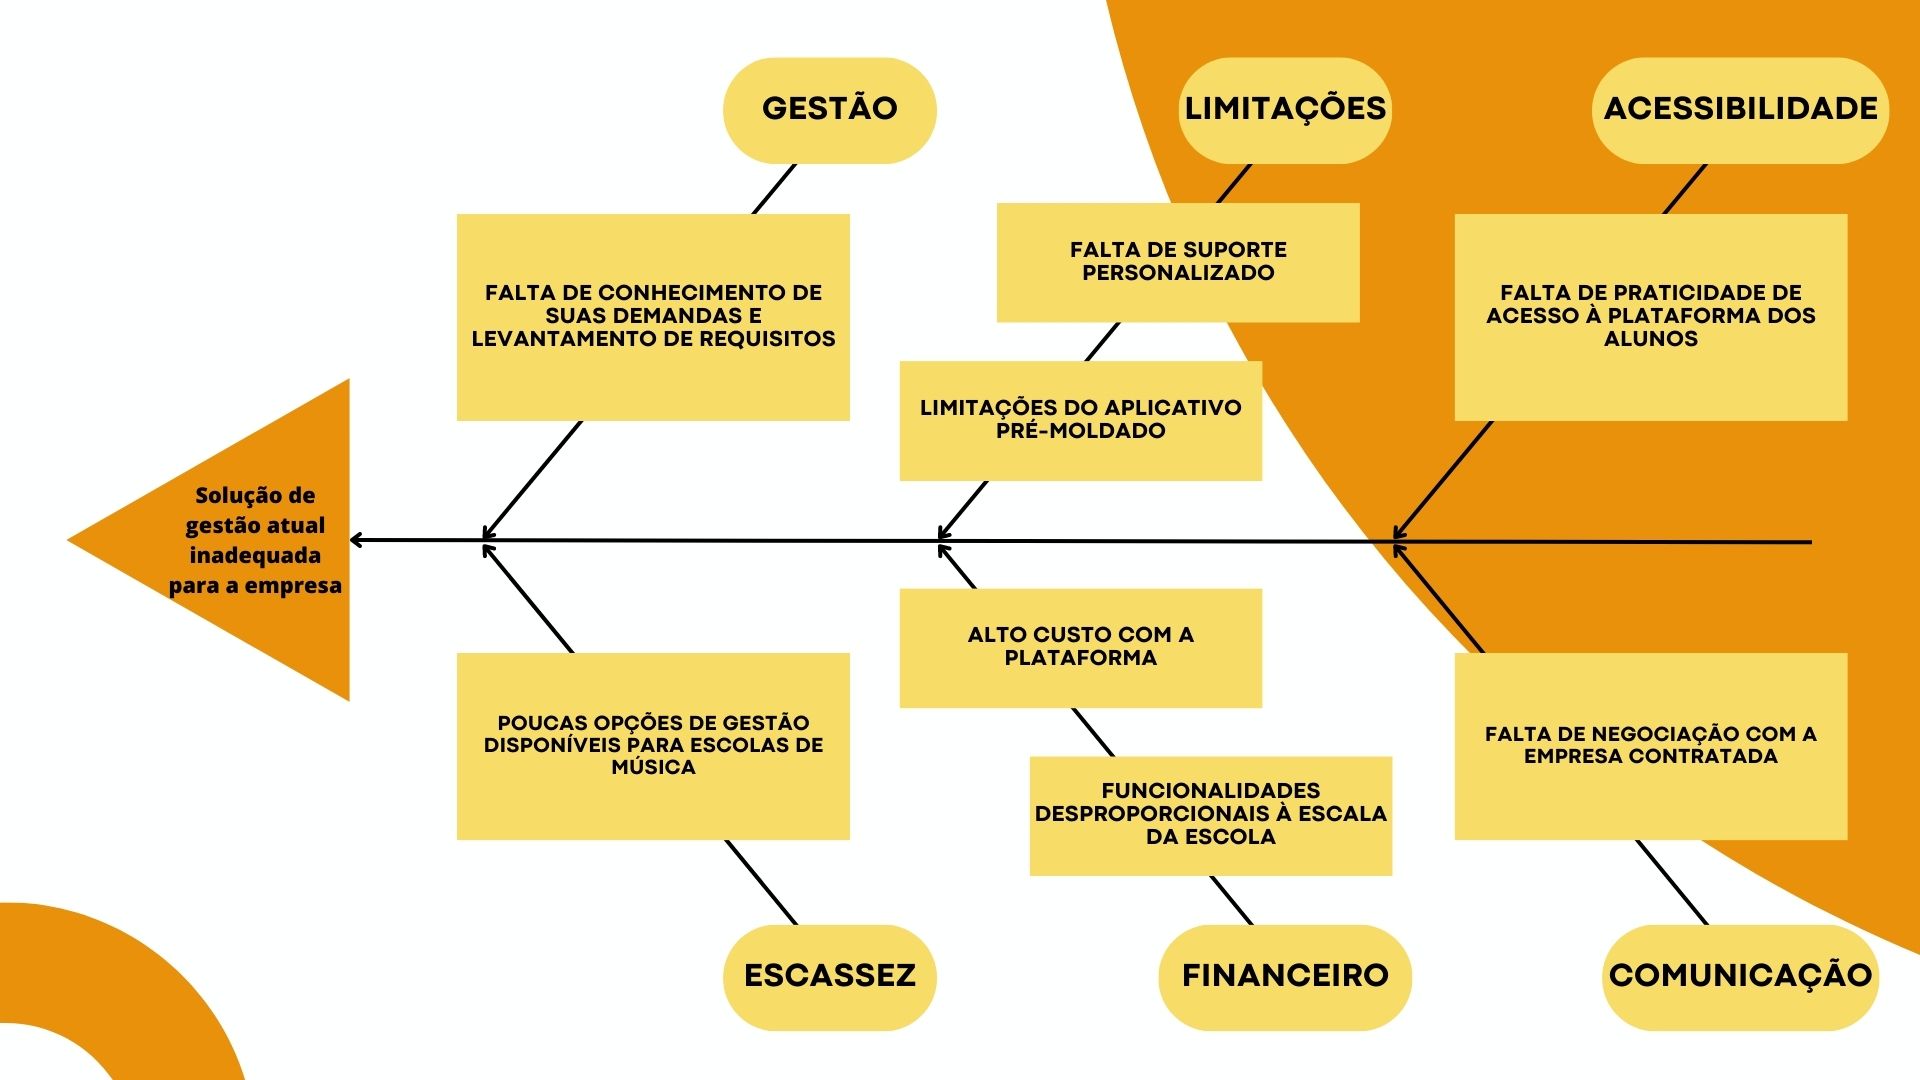 GESTÃO
LIMITAÇÕES
ACESSIBILIDADE
FALTA DE CONHECIMENTO DE
SUAS DEMANDAS E
LEVANTAMENTO DE REQUISITOS
FALTA DE SUPORTE
PERSONALIZADO
LIMITAÇÕES DO APLICATIVO
PRÉ-MOLDADO
FALTA DE PRATICIDADE DE
ACESSO À PLATAFORMA DOS
ALUNOS
Solução de
gestão atual
inadequada
para a empresa
POUCAS OPÇÕES DE GESTÃO
DISPONÍVEIS PARA ESCOLAS DE
MÚSICA
ALTO CUSTO COM A
PLATAFORMA
FUNCIONALIDADES
DESPROPORCIONAIS À ESCALA
DA ESCOLA
FALTA DE NEGOCIAÇÃO COM A
EMPRESA CONTRATADA
ESCASSEZ
FINANCEIRO
COMUNICAÇÃO